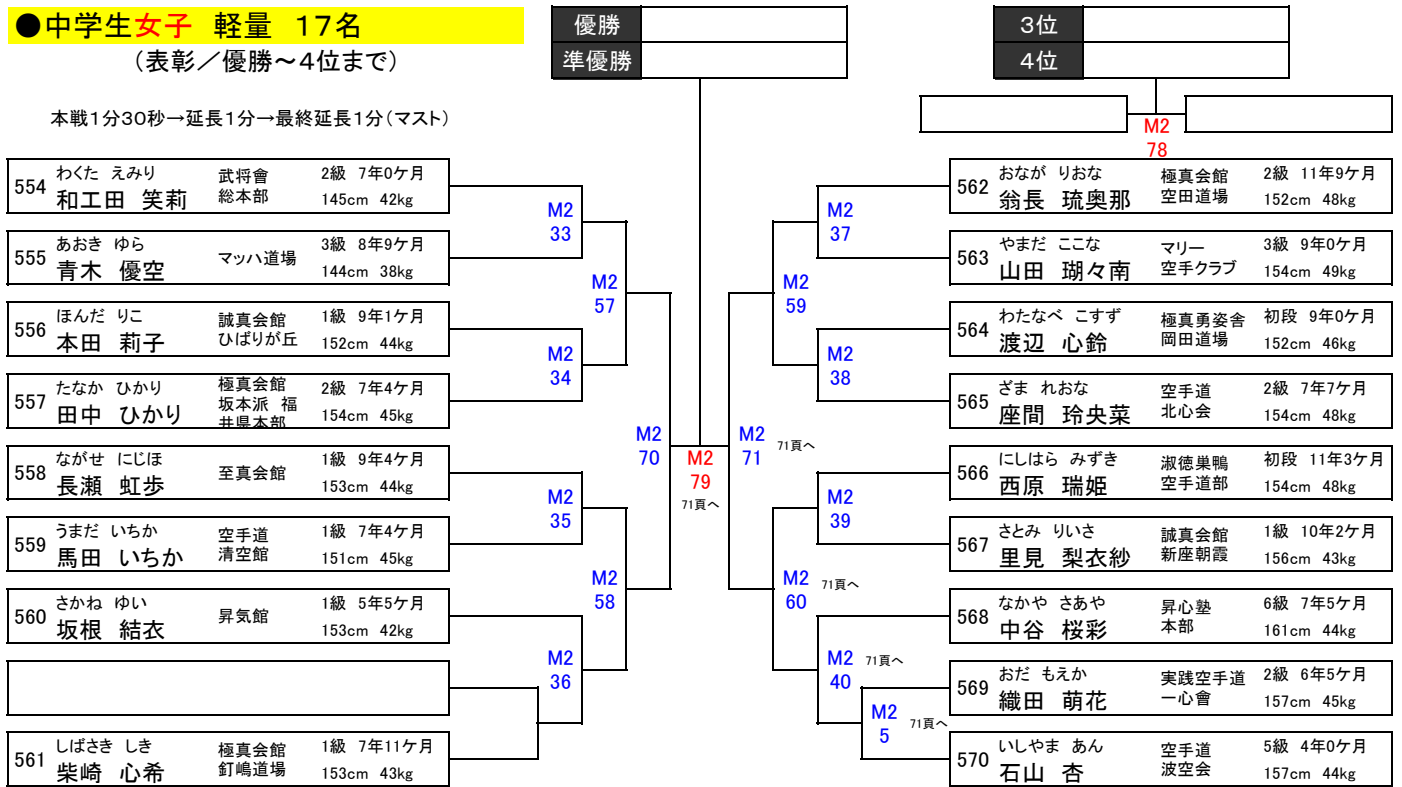 ●中学生女子 軽量 17名
(表彰／優勝～4位まで)
本戦1分30秒→延長1分→最終延長1分(マスト)
優勝
準優勝
3位
4位
M2
78
554
わくた えみり
和工田 笑莉
武将會
総本部
2級 7年0ケ月
145cm 42kg
555
あおき ゆら
青木 優空
マッハ道場
3級 8年9ケ月
144cm 38kg
556
ほんだ りこ
本田 莉子
誠真会館
ひばりが丘
1級 9年1ケ月
152cm 44kg
557
たなか ひかり
田中 ひかり
極真会館
坂本派 福
井県本部
2級 7年4ケ月
154cm 45kg
558
ながせ にじほ
長瀬 虹歩
至真会館
1級 9年4ケ月
153cm 44kg
559
うまだ いちか
馬田 いちか
空手道
清空館
1級 7年4ケ月
151cm 45kg
560
さかね ゆい
坂根 結衣
昇気館
1級 5年5ケ月
153cm 42kg
561
しばさき しき
柴崎 心希
極真会館
釘嶋道場
1級 7年11ケ月
153cm 43kg
M2
33
M2
34
M2
35
M2
36
M2
57
M2
58
M2
70
M2
79
71頁へ
M2
71
71頁へ
M2
59
M2
60
71頁へ
M2
37
M2
38
M2
39
M2
40
71頁へ
M2
5
71頁へ
562
おなが りおな
翁長 琉奥那
極真会館
空田道場
2級 11年9ケ月
152cm 48kg
563
やまだ ここな
山田 瑚々南
マリー
空手クラブ
3級 9年0ケ月
154cm 49kg
564
わたなべ こすず
渡辺 心鈴
極真勇姿舎
岡田道場
初段 9年0ケ月
152cm 46kg
565
ざま れおな
座間 玲央菜
空手道
北心会
2級 7年7ケ月
154cm 48kg
566
にしはら みずき
西原 瑞姫
淑徳巣鴨
空手道部
初段 11年3ケ月
154cm 48kg
567
さとみ りいさ
里見 梨衣紗
誠真会館
新座朝霞
1級 10年2ケ月
156cm 43kg
568
なかや さあや
中谷 桜彩
昇心塾
本部
6級 7年5ケ月
161cm 44kg
569
おだ もえか
織田 萌花
実践空手道
一心會
2級 6年5ケ月
157cm 45kg
570
いしやま あん
石山 杏
空手道
波空会
5級 4年0ケ月
157cm 44kg